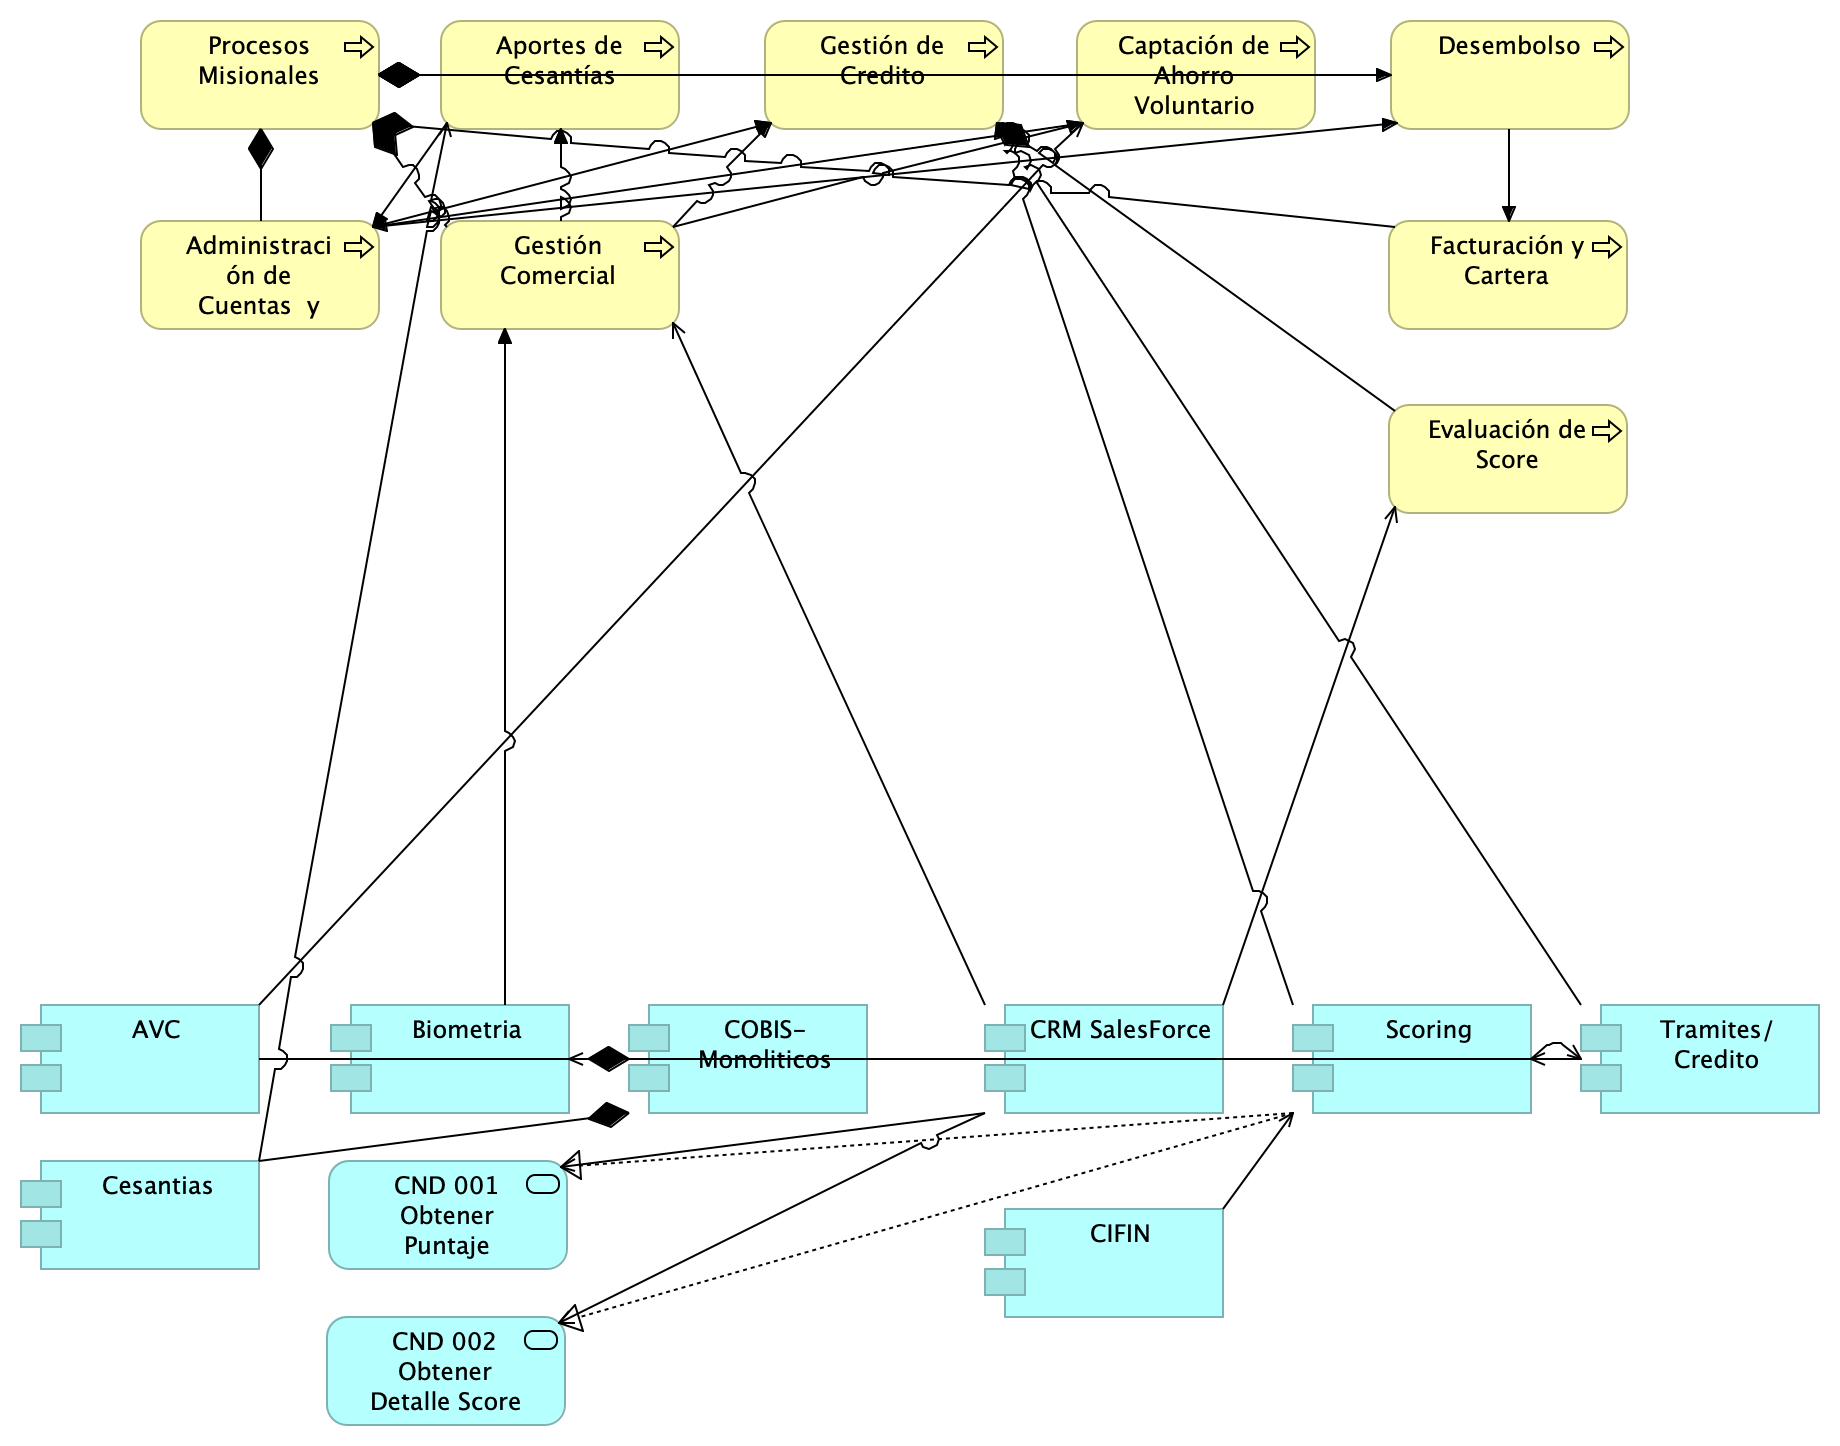 Procesos
Misionales
Aportes de
Cesantías
Gestión de
Credito
Captación de
Ahorro
Voluntario
Desembolso
Administraci
ón de
Cuentas  y
Gestión
Comercial
Facturación y
Cartera
Evaluación de
Score
AVC
Biometria
COBIS-
Monoliticos
CRM SalesForce
Scoring
Tramites/
Credito
Cesantias
CND 001
Obtener
Puntaje
CIFIN
CND 002
Obtener
Detalle Score